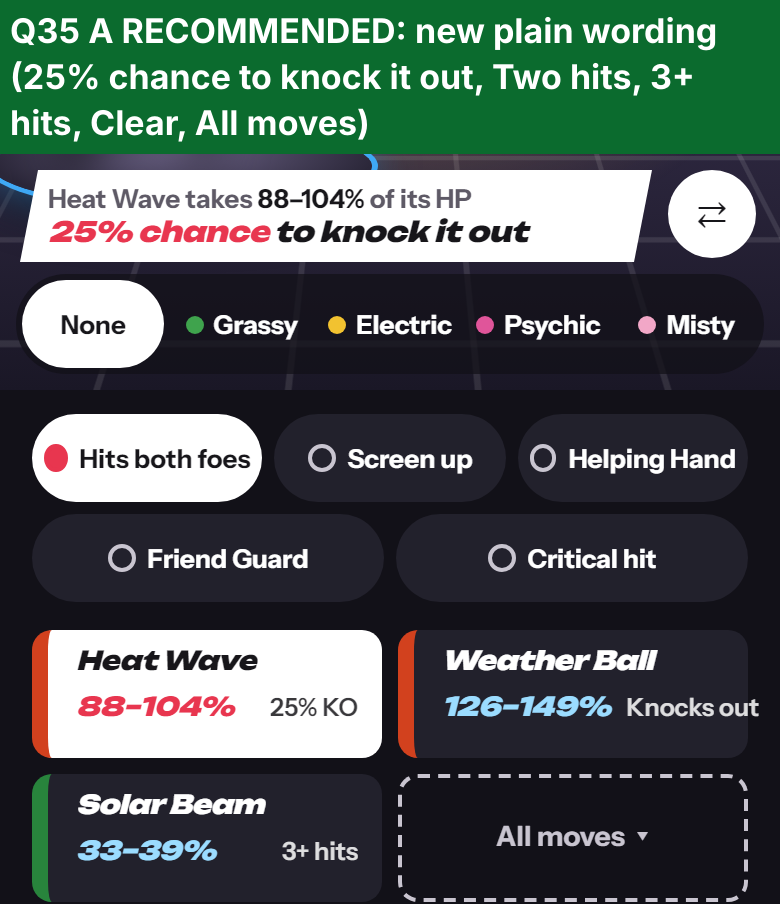 Q35 A RECOMMENDED: new plain wording
(25% chance to knock it out, Two hits, 3+
hits, Clear, All moves)
Heat Wave takes 88–104% of its HP
25% chance to knock it out
None
Grassy
Electric
Psychic
Misty
Hits both foes
Screen up
Helping Hand
Friend Guard
Critical hit
Heat Wave
88–104%
25% KO
Weather Ball
126–149%
Knocks out
Solar Beam
33–39%
3+ hits
All moves